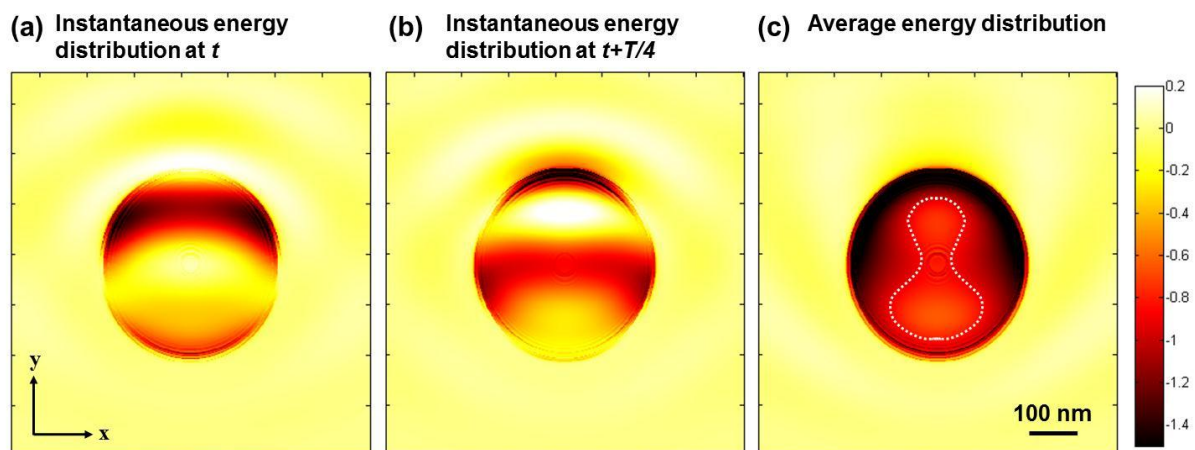 (a) Instantaneous energy
distribution at t
(b) Instantaneous energy
distribution at t+T/4
(c) Average energy distribution
0.2
0
-0.2
-0.4
-0.6
-0.8
-1
-1.2
-1.4
y
x
100 nm